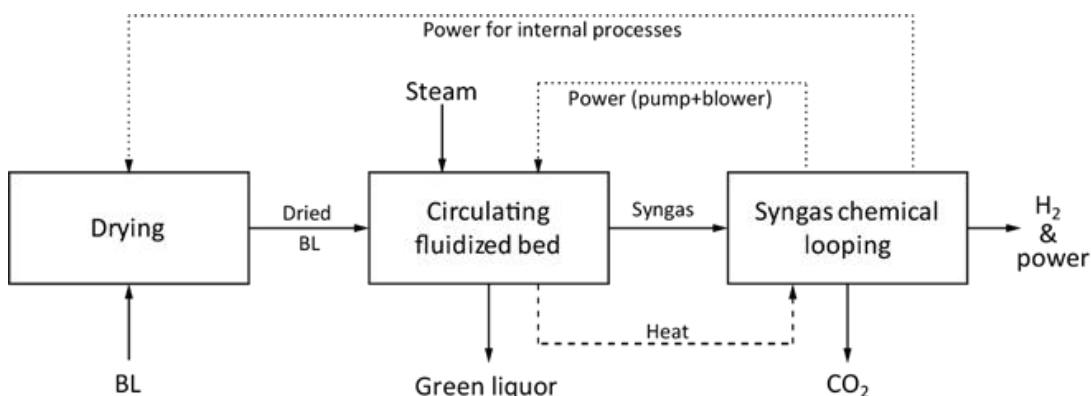 Power for internal processes
Steam
Power (pump+blower)
Drying
Dried
BL
Circulating
fluidized bed
Syngas
Syngas chemical
looping
H₂
&
power
Heat
BL
Green liquor
CO₂